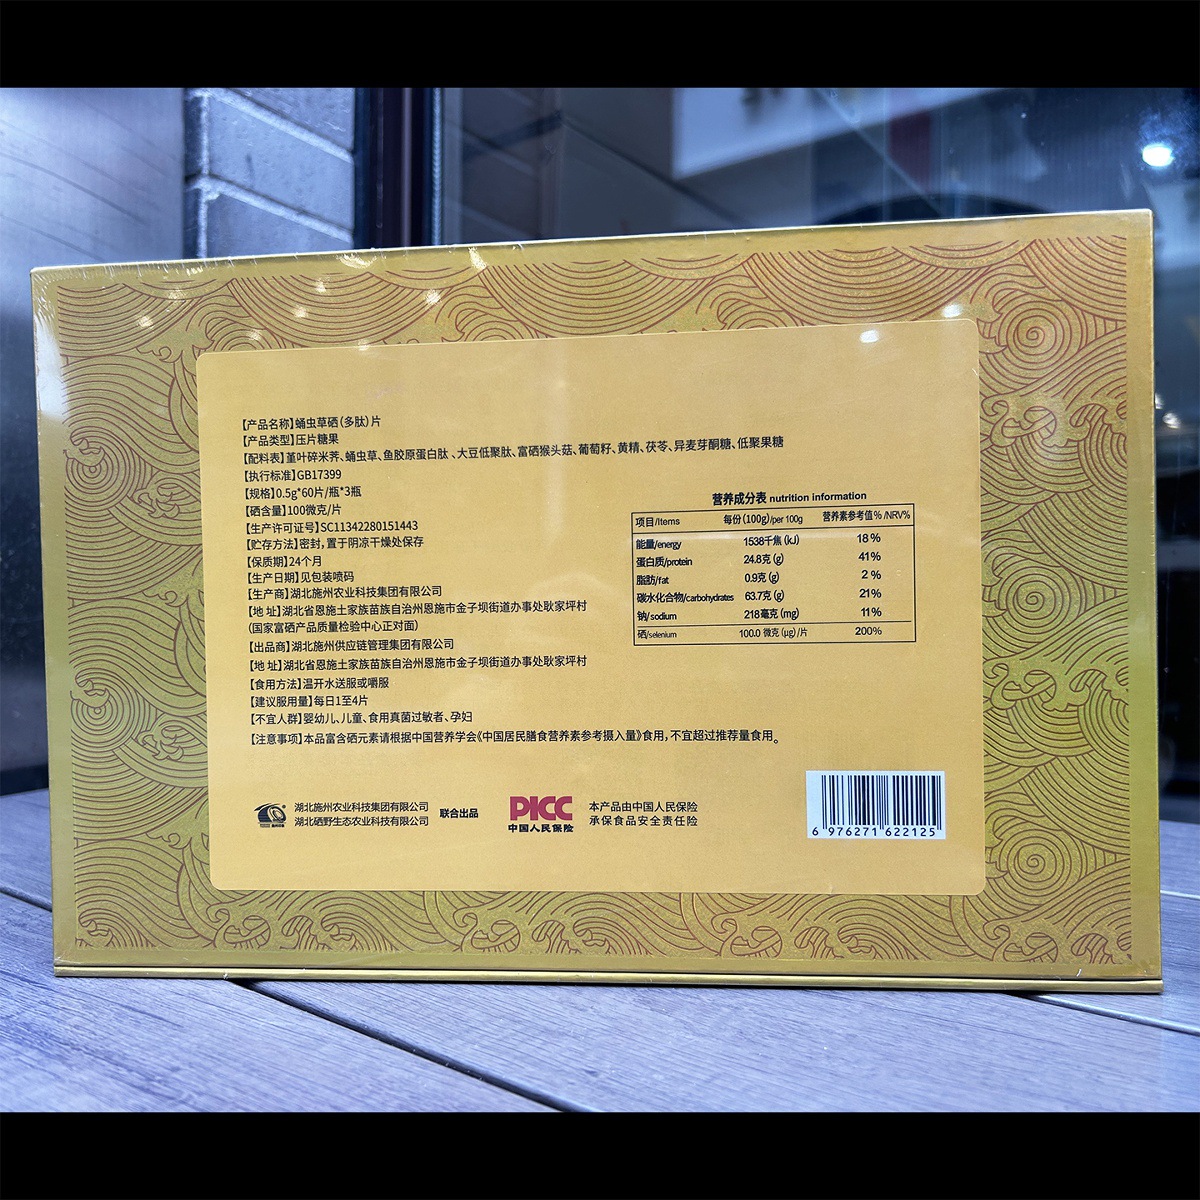 【产品名称】蛹虫草硒(多肽)片
【产品类型】压片糖果
【配料表】堇叶碎米荠、蛹虫草、鱼胶原蛋白肽、大豆低聚肽、富硒猴头菇、葡萄籽、黄精、茯苓、异麦芽酮糖、低聚果糖
【执行标准】GB17399
【规格】0.5g*60片/瓶*3瓶
【硒含量】100微克/片
【生产许可证号】SC11342280151443
【贮存方法】密封,置于阴凉干燥处保存
【保质期】24个月
【生产日期】见包装喷码
【生产商】湖北施州农业科技集团有限公司
【地 址】湖北省恩施土家族苗族自治州恩施市金子坝街道办事处耿家坪村
(国家富硒产品质量检验中心正对面)
【出品商】湖北施州供应链管理集团有限公司
【地 址】湖北省恩施土家族苗族自治州恩施市金子坝街道办事处耿家坪村
【食用方法】温开水送服或嚼服
【建议服用量】每日1至4片
【不宜人群】婴幼儿、儿童、食用真菌过敏者、孕妇
【注意事项】本品富含硒元素请根据中国营养学会《中国居民膳食营养素参考摄入量》食用,不宜超过推荐量食用。
营养成分表 nutrition information
项目/Items 每份(100g)/per 100g 营养素参考值%/NRV%
能量/energy 1538千焦(kJ) 18%
蛋白质/protein 24.8克(g) 41%
脂肪/fat 0.9克(g) 2%
碳水化合物/carbohydrates 63.7克(g) 21%
钠/sodium 218毫克(mg) 11%
硒/selenium 100.0 微克(μg)/片 200%
湖北施州农业科技集团有限公司
湖北硒野生态农业科技有限公司
联合出品
PICC
中国人民保险
本产品由中国人民保险
承保食品安全责任险
6 976271 622125